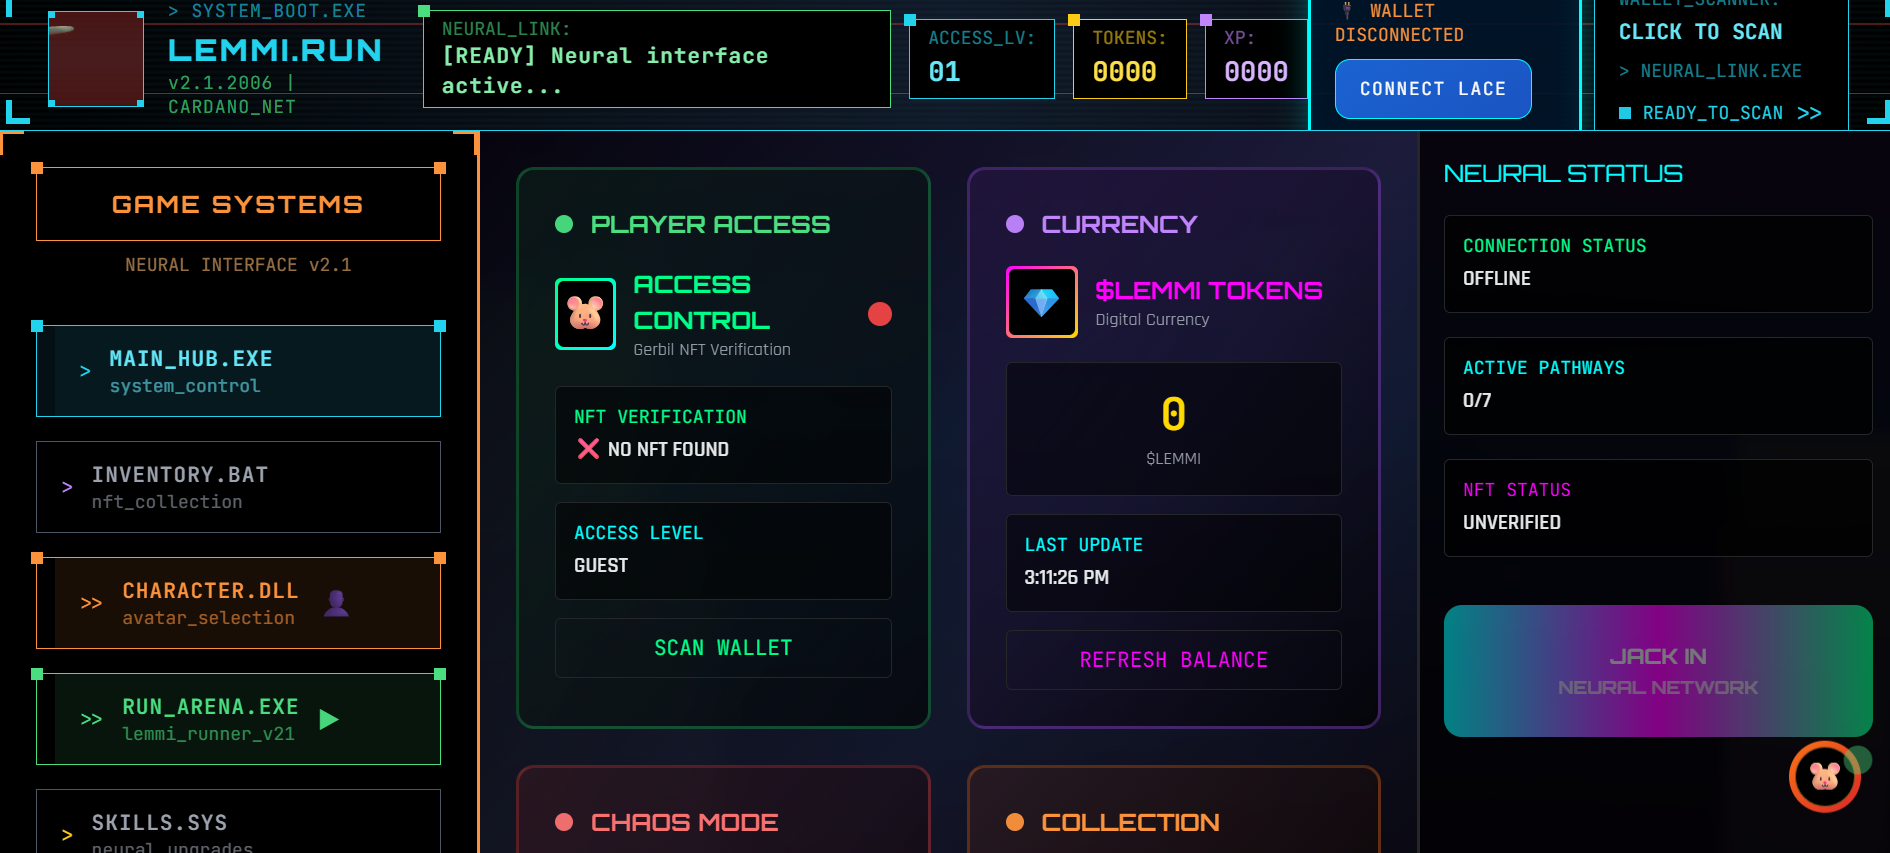 > SYSTEM_BOOT.EXE
LEMMI.RUN
v2.1.2006 |
CARDANO_NET
NEURAL_LINK:
[READY] Neural interface
active...
ACCESS_LV:
01
TOKENS:
0000
XP:
0000
WALLET
DISCONNECTED
CONNECT LACE
WALLET_SCANNER:
CLICK TO SCAN
> NEURAL_LINK.EXE
READY_TO_SCAN >>
GAME SYSTEMS
NEURAL INTERFACE v2.1
> MAIN_HUB.EXE
system_control
> INVENTORY.BAT
nft_collection
>> CHARACTER.DLL
avatar_selection
>> RUN_ARENA.EXE
lemmi_runner_v21
> SKILLS.SYS
neural_upgrades
PLAYER ACCESS
ACCESS
CONTROL
Gerbil NFT Verification
NFT VERIFICATION
❌ NO NFT FOUND
ACCESS LEVEL
GUEST
SCAN WALLET
CURRENCY
$LEMMI TOKENS
Digital Currency
0
$LEMMI
LAST UPDATE
3:11:26 PM
REFRESH BALANCE
CHAOS MODE
COLLECTION
NEURAL STATUS
CONNECTION STATUS
OFFLINE
ACTIVE PATHWAYS
0/7
NFT STATUS
UNVERIFIED
JACK IN
NEURAL NETWORK